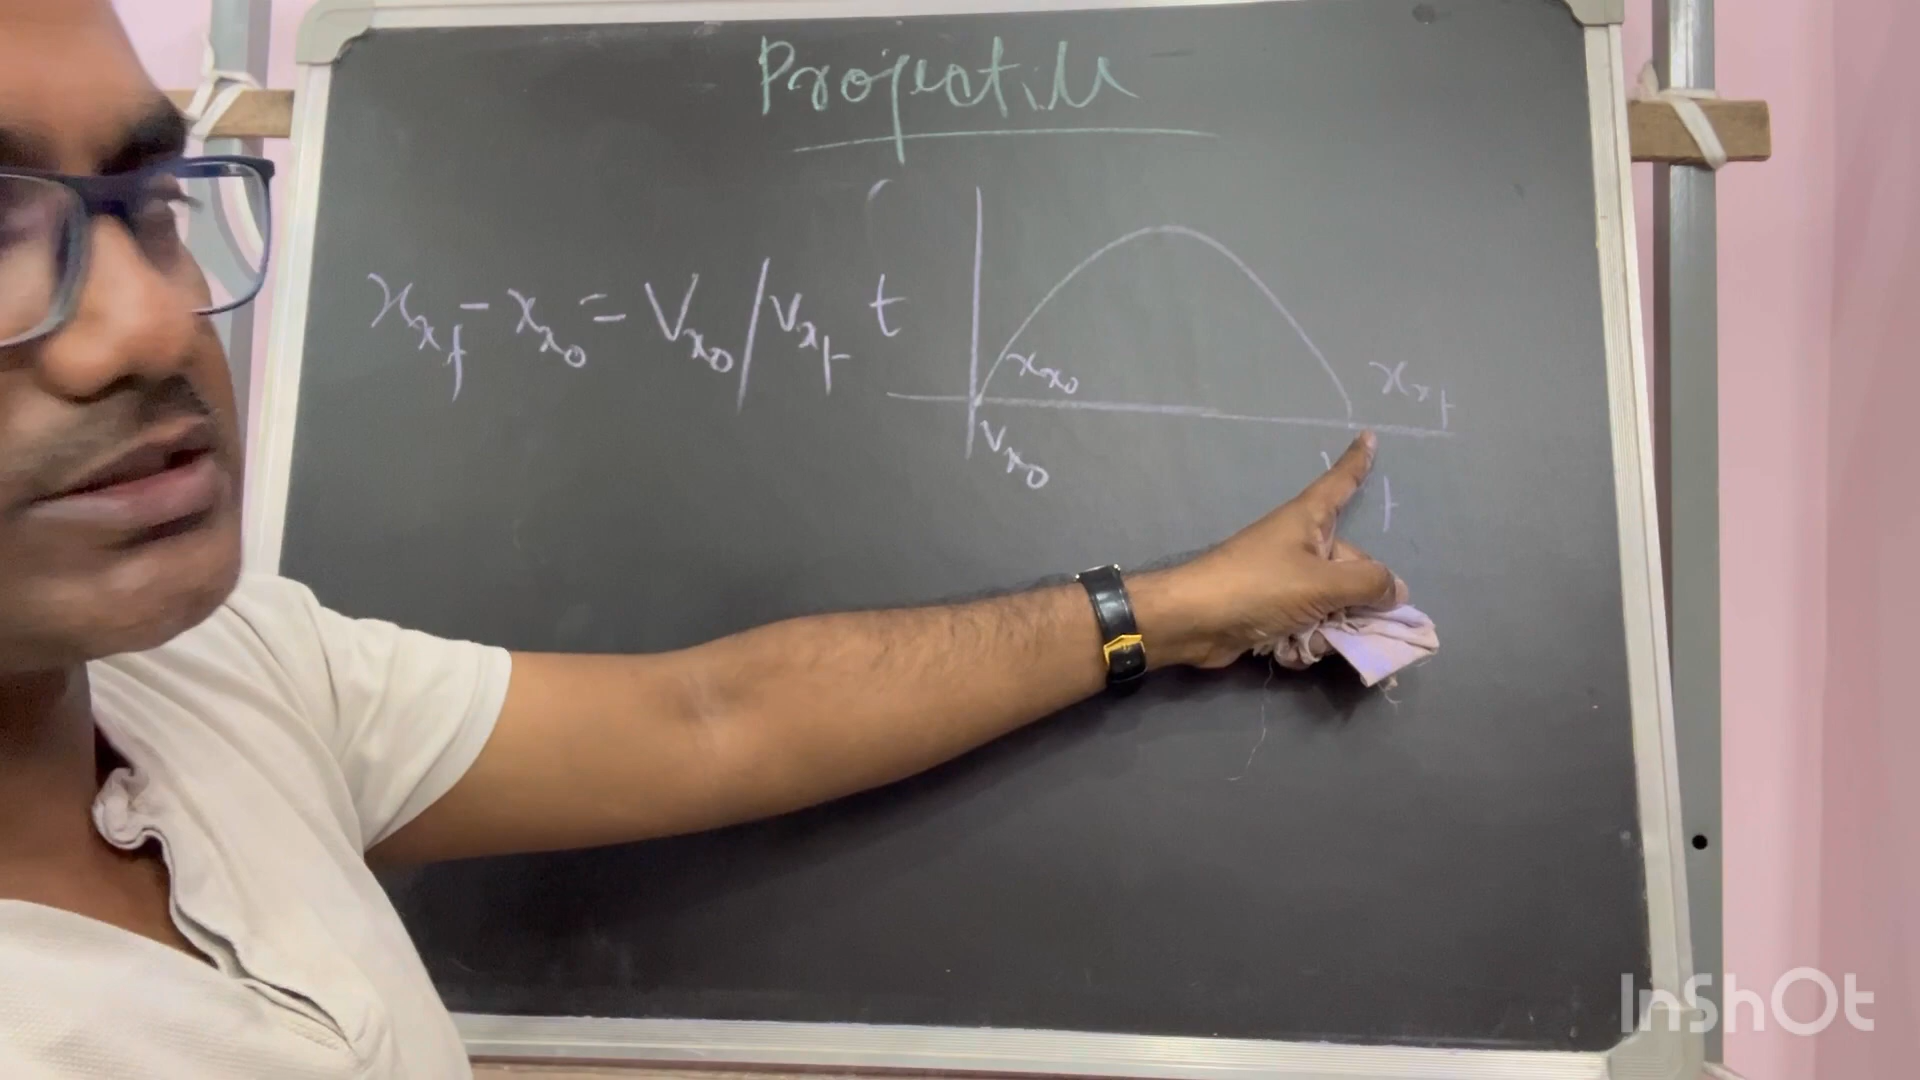 Projectile
x_{x_f} - x_{x_0} = V_{x_0} / V_{x_f} t
x_{x_0}
x_{x_f}
V_{x_0}
InShOt